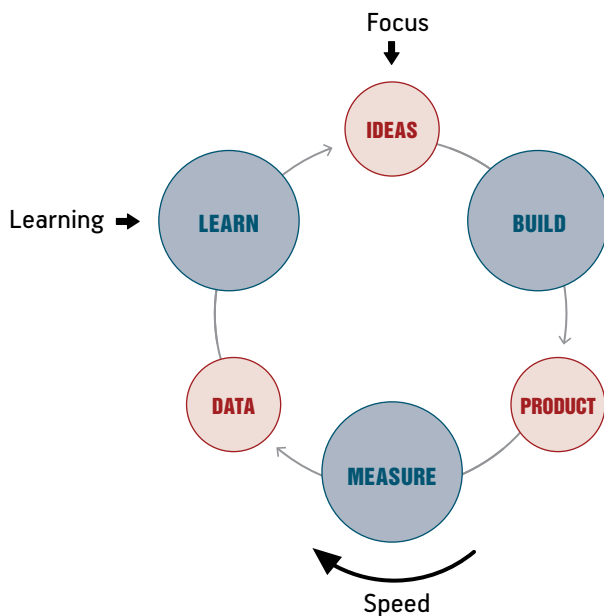 Focus
IDEAS
Learning
LEARN
BUILD
DATA
PRODUCT
MEASURE
Speed